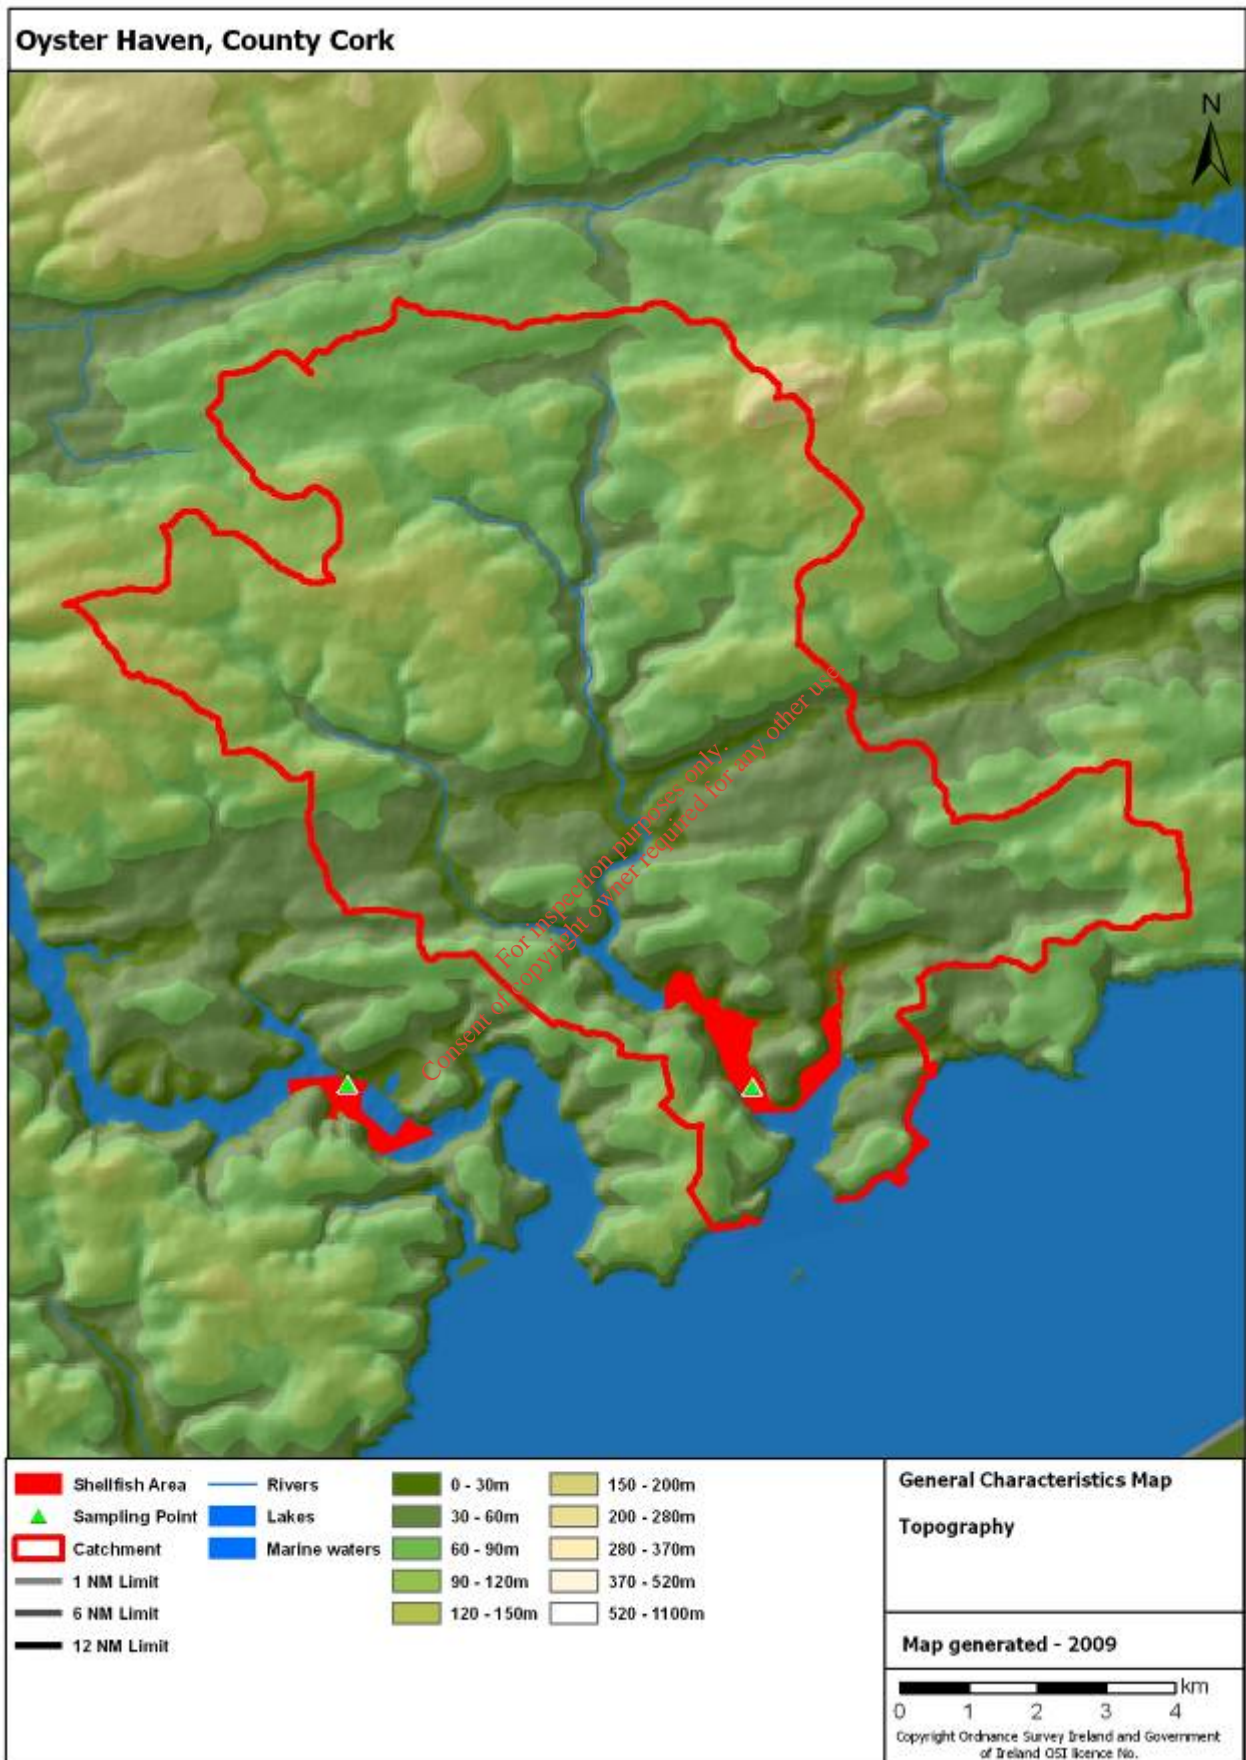 Oyster Haven, County Cork
N
For inspection purposes only.
Consent of copyright owner required for any other use.
Shellfish Area
Sampling Point
Catchment
1 NM Limit
6 NM Limit
12 NM Limit
Rivers
Lakes
Marine waters
0 - 30m
30 - 60m
60 - 90m
90 - 120m
120 - 150m
150 - 200m
200 - 280m
280 - 370m
370 - 520m
520 - 1100m
General Characteristics Map
Topography
Map generated - 2009
km
0 1 2 3 4
Copyright Ordnance Survey Ireland and Government
of Ireland OSI licence No.